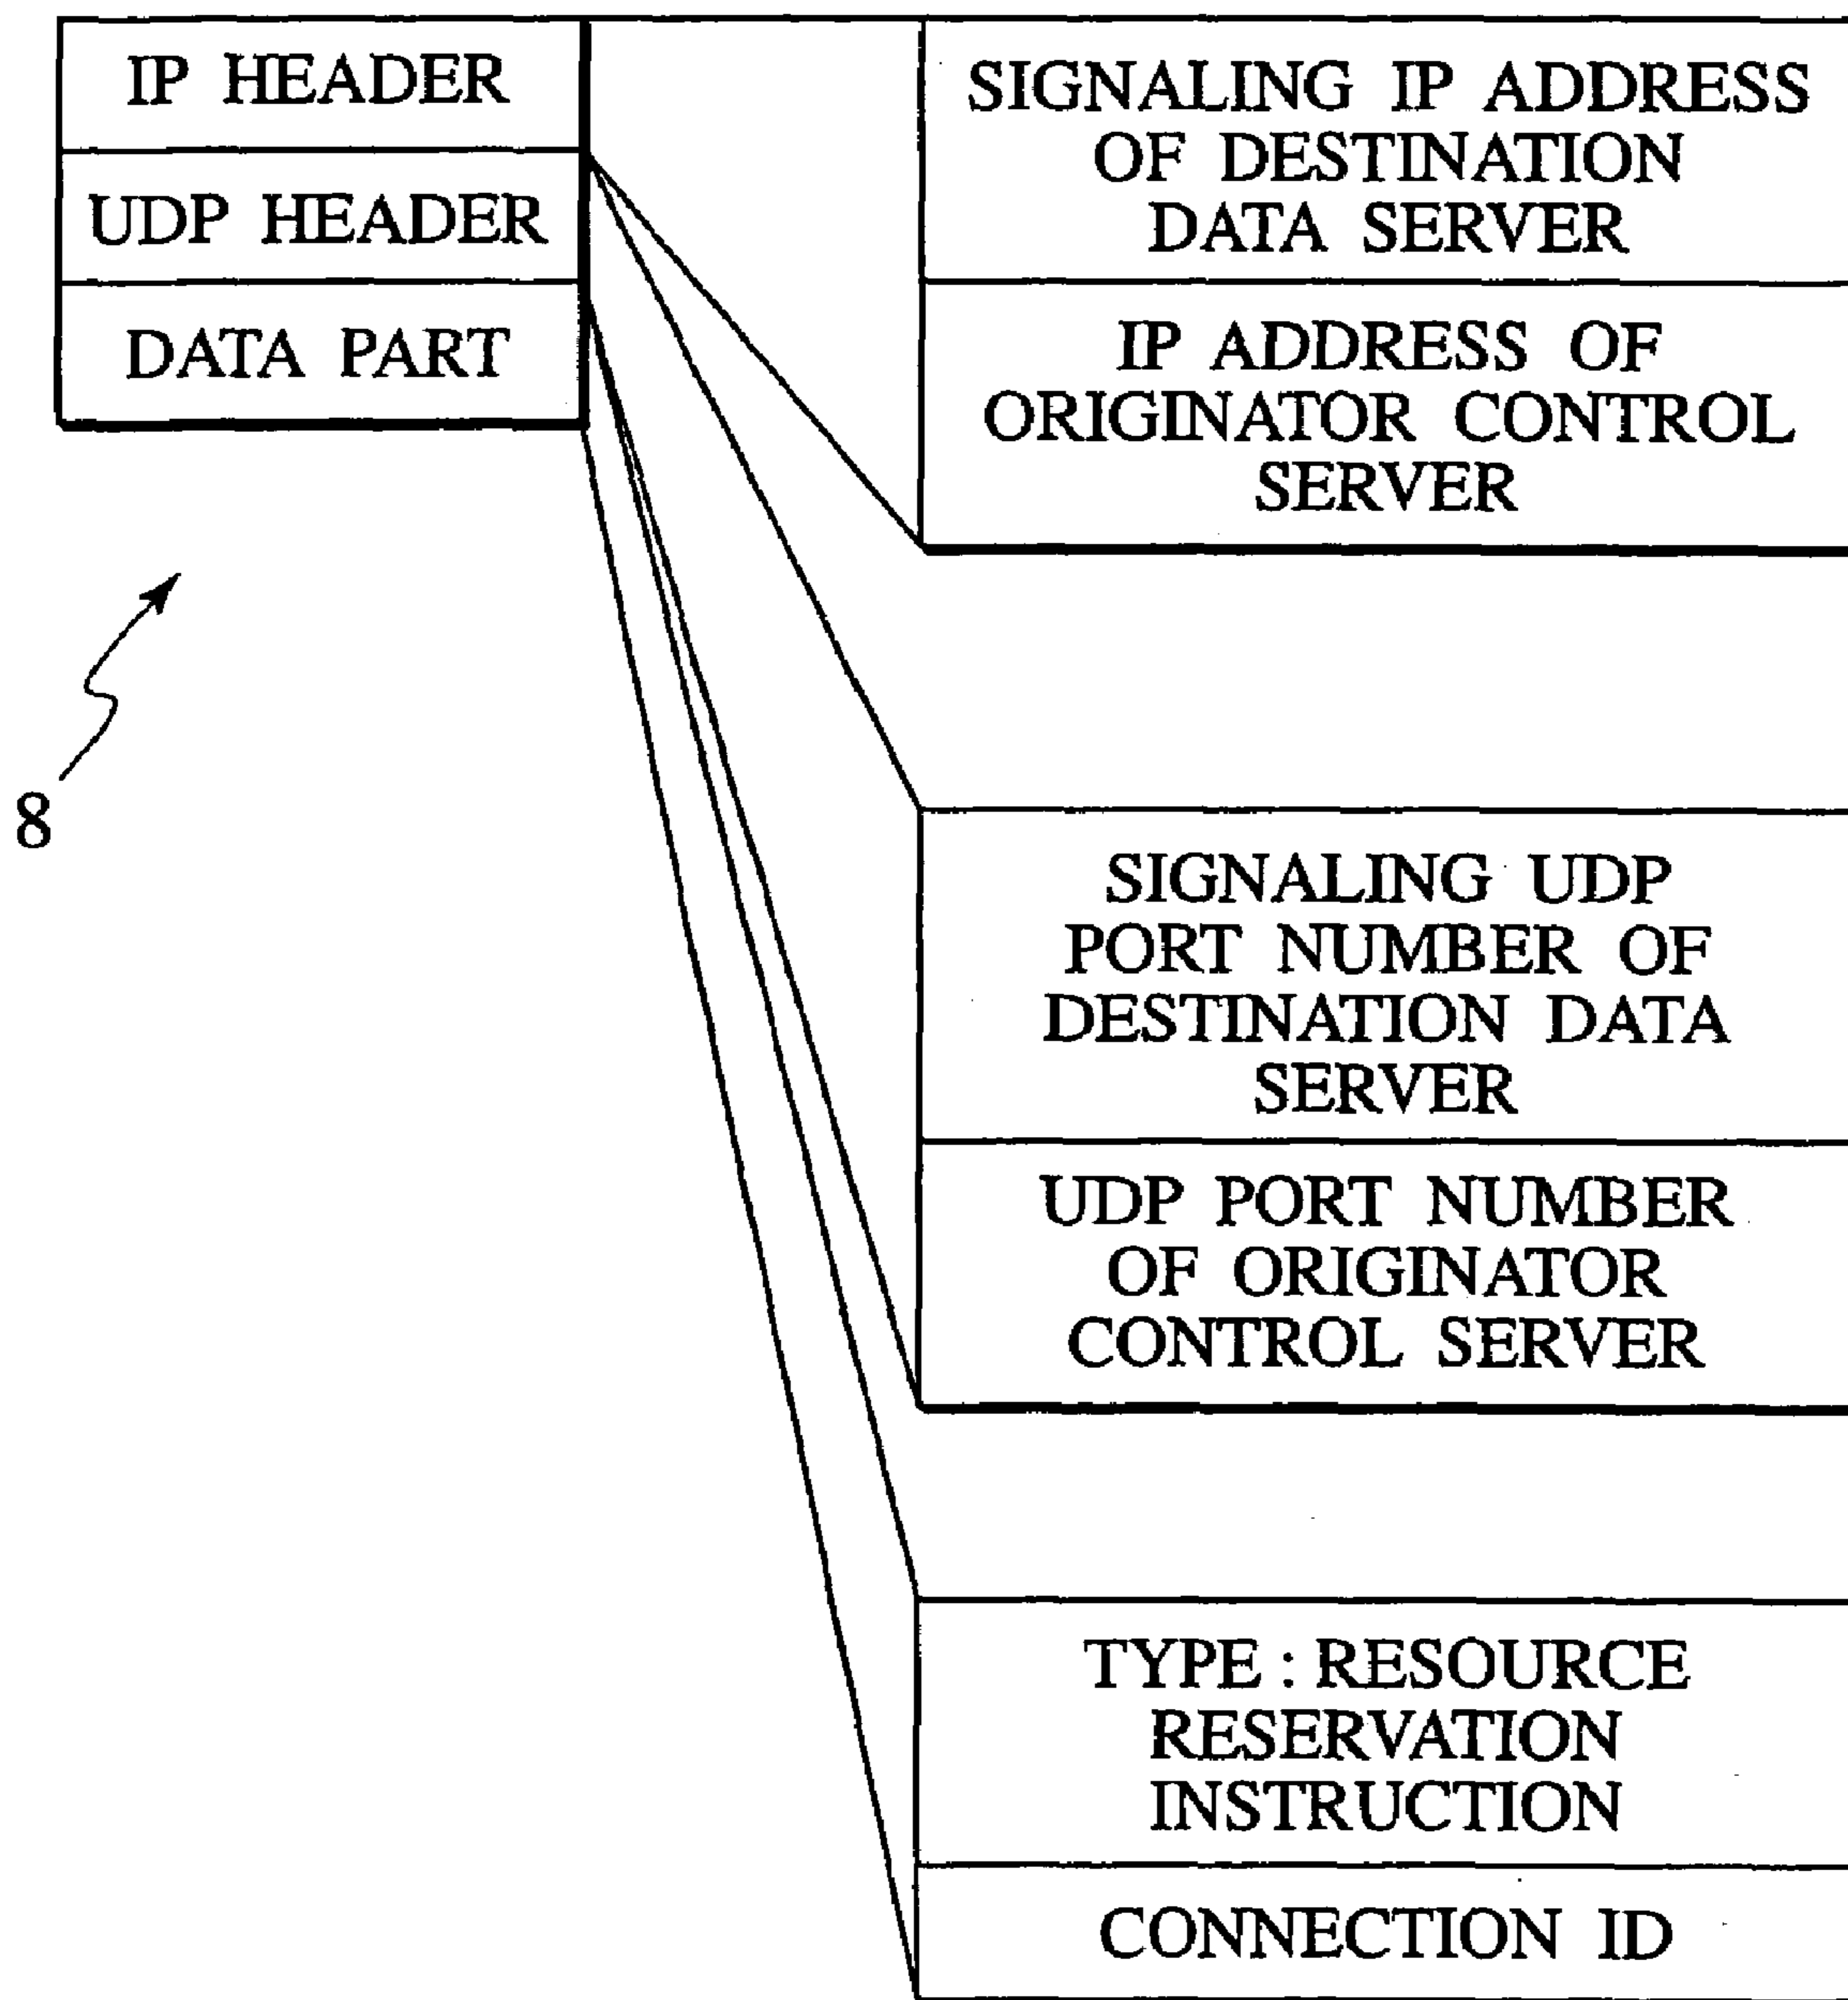 IP HEADER
UDP HEADER
DATA PART
8
SIGNALING IP ADDRESS
OF DESTINATION
DATA SERVER
IP ADDRESS OF
ORIGINATOR CONTROL
SERVER
SIGNALING UDP
PORT NUMBER OF
DESTINATION DATA
SERVER
UDP PORT NUMBER
OF ORIGINATOR
CONTROL SERVER
TYPE : RESOURCE
RESERVATION
INSTRUCTION
CONNECTION ID